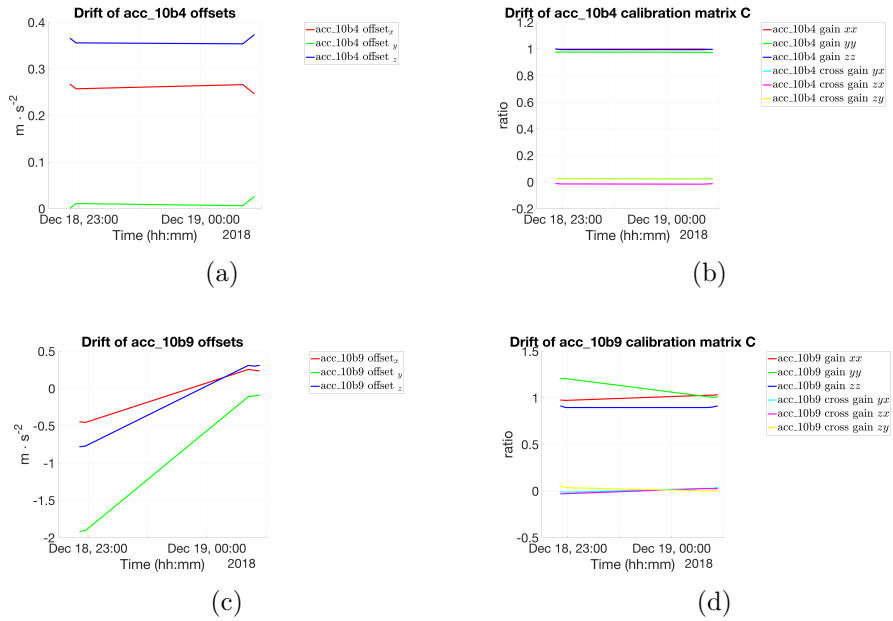 Drift of acc_10b4 offsets
0.4
0.3
0.2
0.1
0
m · s⁻²
Dec 18, 23:00
Dec 19, 00:00
Time (hh:mm)
2018
acc_10b4 offsetₓ
acc_10b4 offset y
acc_10b4 offset z
(a)
Drift of acc_10b4 calibration matrix C
1.2
1
0.8
0.6
0.4
0.2
0
-0.2
ratio
Dec 18, 23:00
Dec 19, 00:00
Time (hh:mm)
2018
acc_10b4 gain xx
acc_10b4 gain yy
acc_10b4 gain zz
acc_10b4 cross gain yx
acc_10b4 cross gain zx
acc_10b4 cross gain zy
(b)
Drift of acc_10b9 offsets
0.5
0
-0.5
-1
-1.5
-2
m · s⁻²
Dec 18, 23:00
Dec 19, 00:00
Time (hh:mm)
2018
acc_10b9 offsetₓ
acc_10b9 offset y
acc_10b9 offset z
(c)
Drift of acc_10b9 calibration matrix C
1.5
1
0.5
0
-0.5
ratio
Dec 18, 23:00
Dec 19, 00:00
Time (hh:mm)
2018
acc_10b9 gain xx
acc_10b9 gain yy
acc_10b9 gain zz
acc_10b9 cross gain yx
acc_10b9 cross gain zx
acc_10b9 cross gain zy
(d)